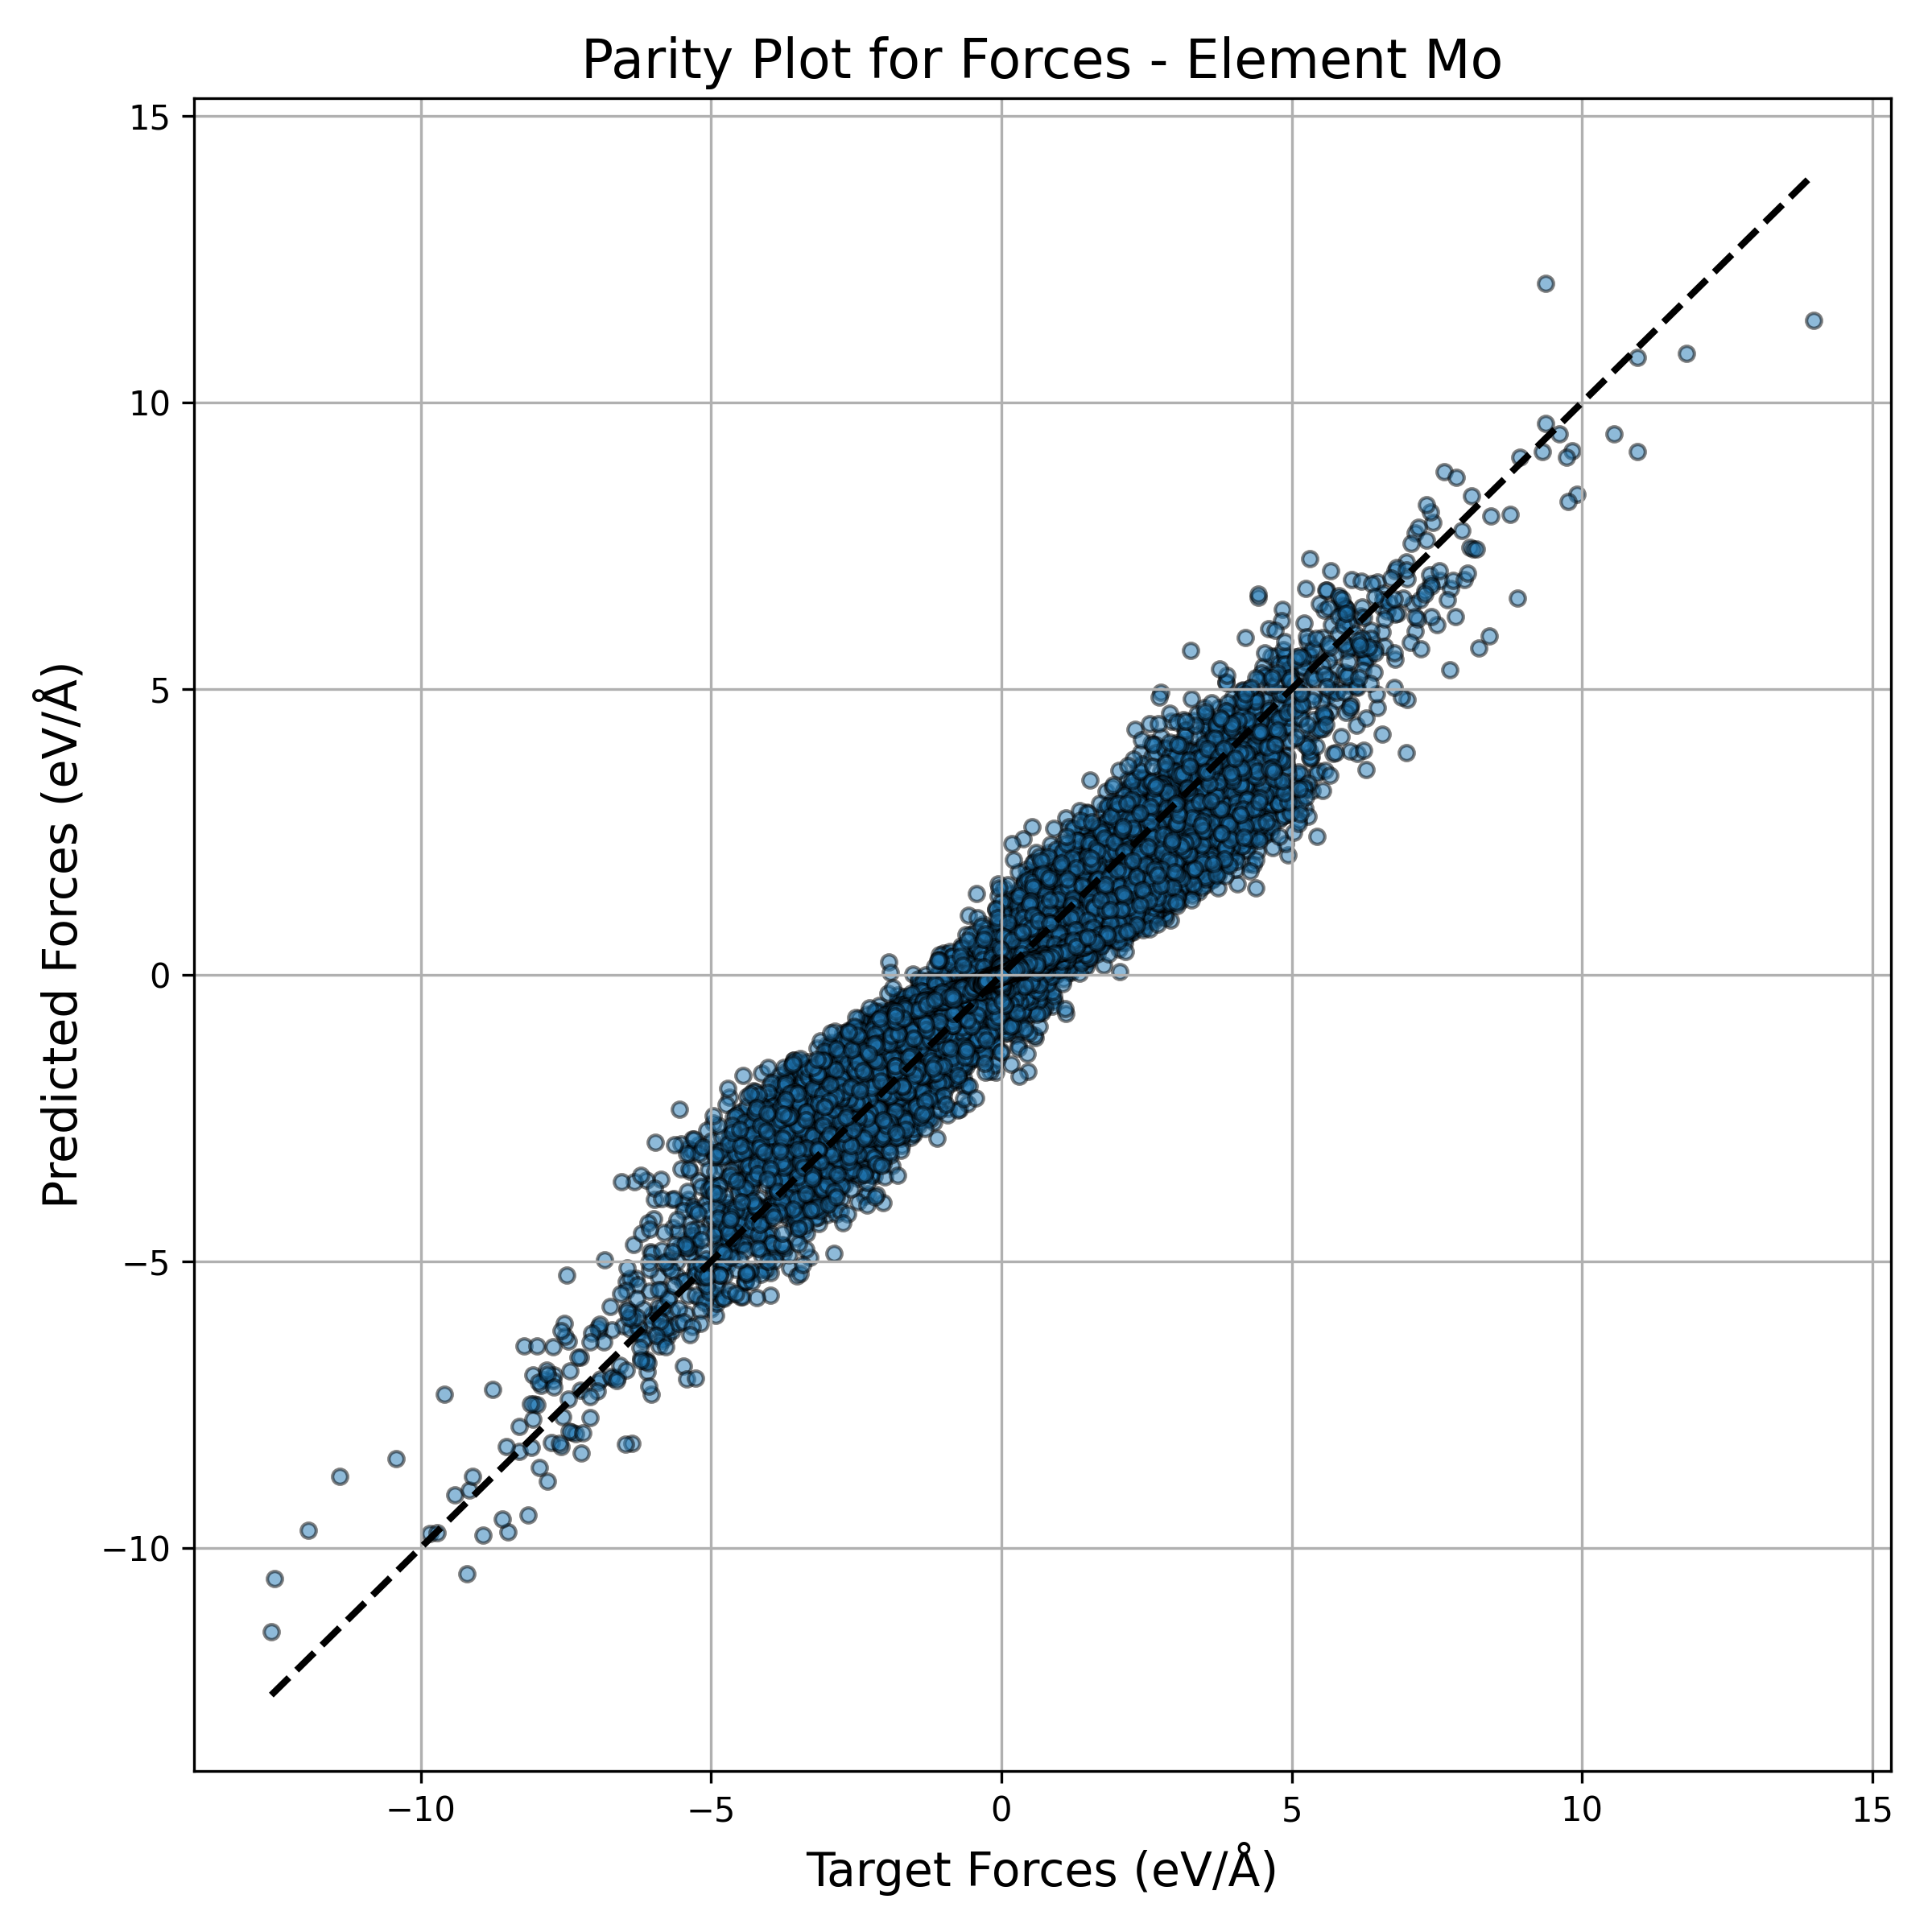 Parity Plot for Forces - Element Mo
15
10
5
0
−5
−10
Predicted Forces (eV/Å)
−10 −5 0 5 10 15
Target Forces (eV/Å)